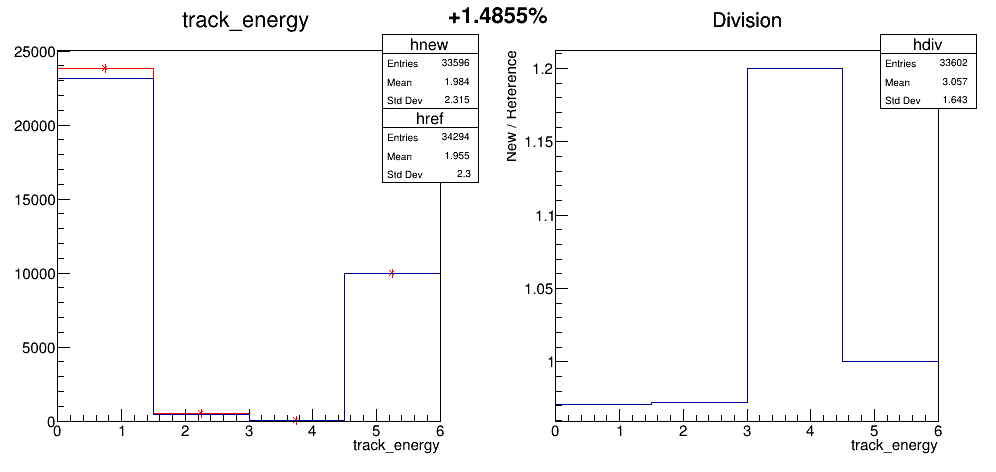 track_energy
+1.4855%
Division
hnew
Entries 33596
Mean 1.984
Std Dev 2.315
href
Entries 34294
Mean 1.955
Std Dev 2.3
25000
20000
15000
10000
5000
0
0 1 2 3 4 5 6
track_energy
hdiv
Entries 33602
Mean 3.057
Std Dev 1.643
New / Reference
1.2
1.15
1.1
1.05
1
0 1 2 3 4 5 6
track_energy